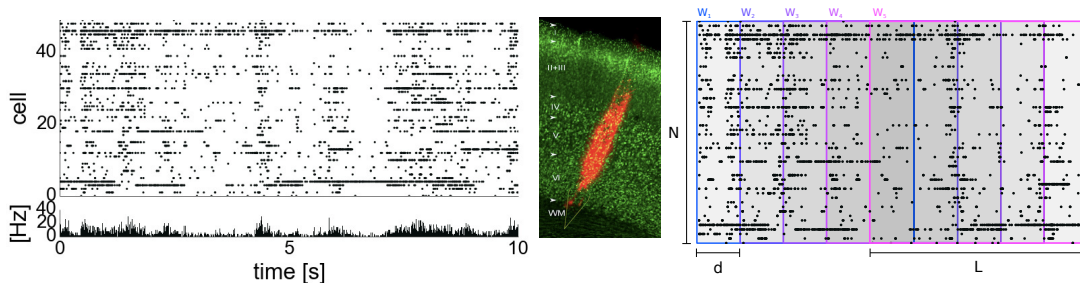 40
20
0
cell
40
20
0
[Hz]
0
5
10
time [s]
II+III
IV
V
VI
WM
W₁
W₂
W₃
W₄
W₅
N
d
L